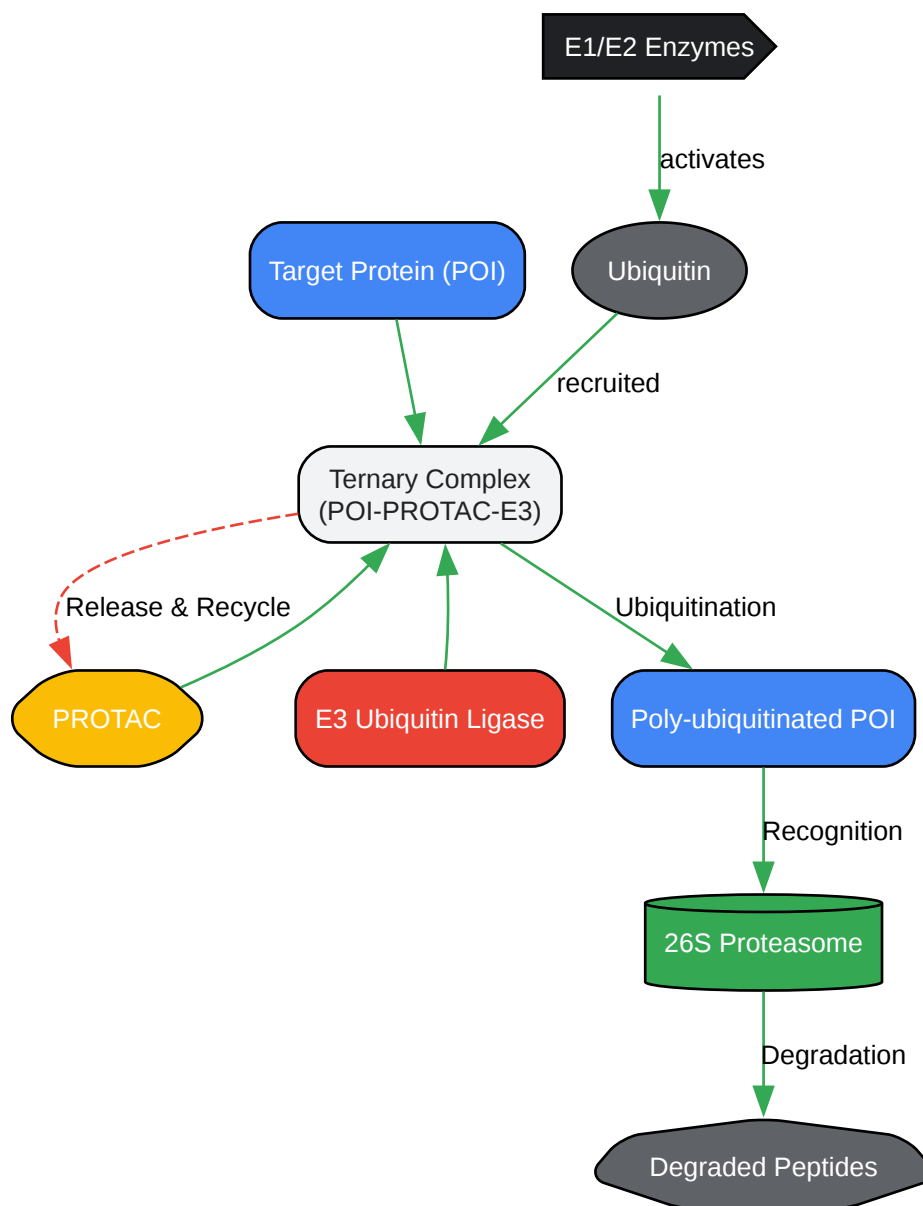 E1/E2 Enzymes
activates
Target Protein (POI)
Ubiquitin
recruited
Ternary Complex
(POI-PROTAC-E3)
Release & Recycle
Ubiquitination
PROTAC
E3 Ubiquitin Ligase
Poly-ubiquitinated POI
Recognition
26S Proteasome
Degradation
Degraded Peptides